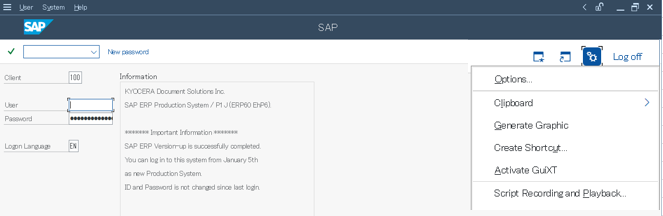 User System Help
SAP
SAP
New password
Log off
Client 100
Information
KYOCERA Document Solutions Inc.
SAP ERP Production System / P1J (ERP60 EhP6)
User
Password *************
******* Important Information *******
Logon Language EN
SAP ERP Version-up is successfully completed.
You can log in to this system from January 5th
as new Production System.
ID and Password is not changed since last login.
Options...
Clipboard
Generate Graphic
Create Shortcut...
Activate GuiXT
Script Recording and Playback...